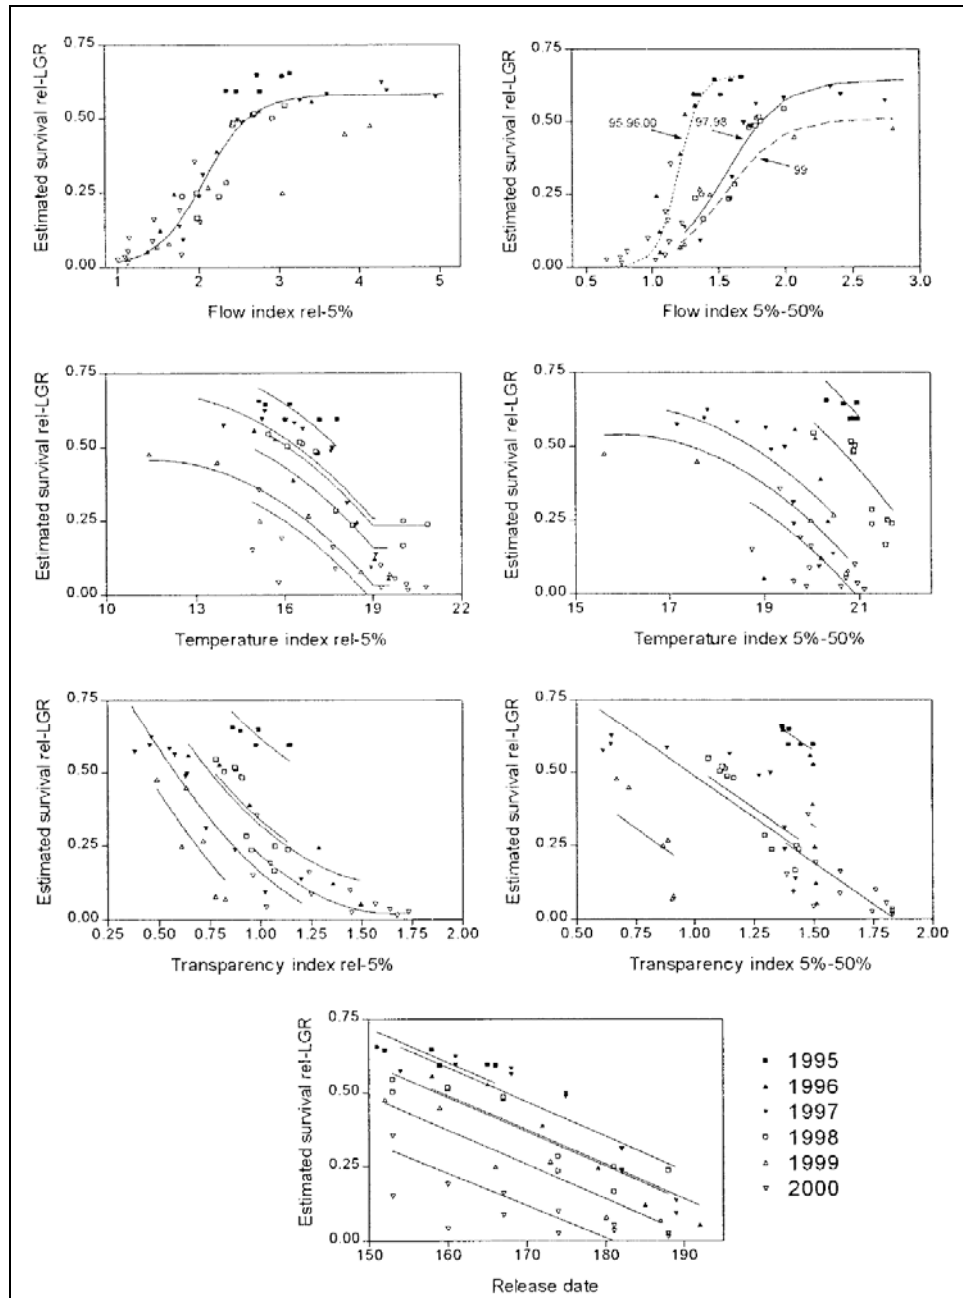 0.75
0.50
0.25
0.00
Estimated survival rel-LGR
1 2 3 4 5
Flow index rel-5%
0.75
0.50
0.25
0.00
Estimated survival rel-LGR
95.96.00
97.98
99
0.5 1.0 1.5 2.0 2.5 3.0
Flow index 5%-50%
0.75
0.50
0.25
0.00
Estimated survival rel-LGR
10 13 16 19 22
Temperature index rel-5%
0.75
0.50
0.25
0.00
Estimated survival rel-LGR
15 17 19 21
Temperature index 5%-50%
0.75
0.50
0.25
0.00
Estimated survival rel-LGR
0.25 0.50 0.75 1.00 1.25 1.50 1.75 2.00
Transparency index rel-5%
0.75
0.50
0.25
0.00
Estimated survival rel-LGR
0.50 0.75 1.00 1.25 1.50 1.75 2.00
Transparency index 5%-50%
0.75
0.50
0.25
0.00
Estimated survival rel-LGR
150 160 170 180 190
Release date
1995
1996
1997
1998
1999
2000